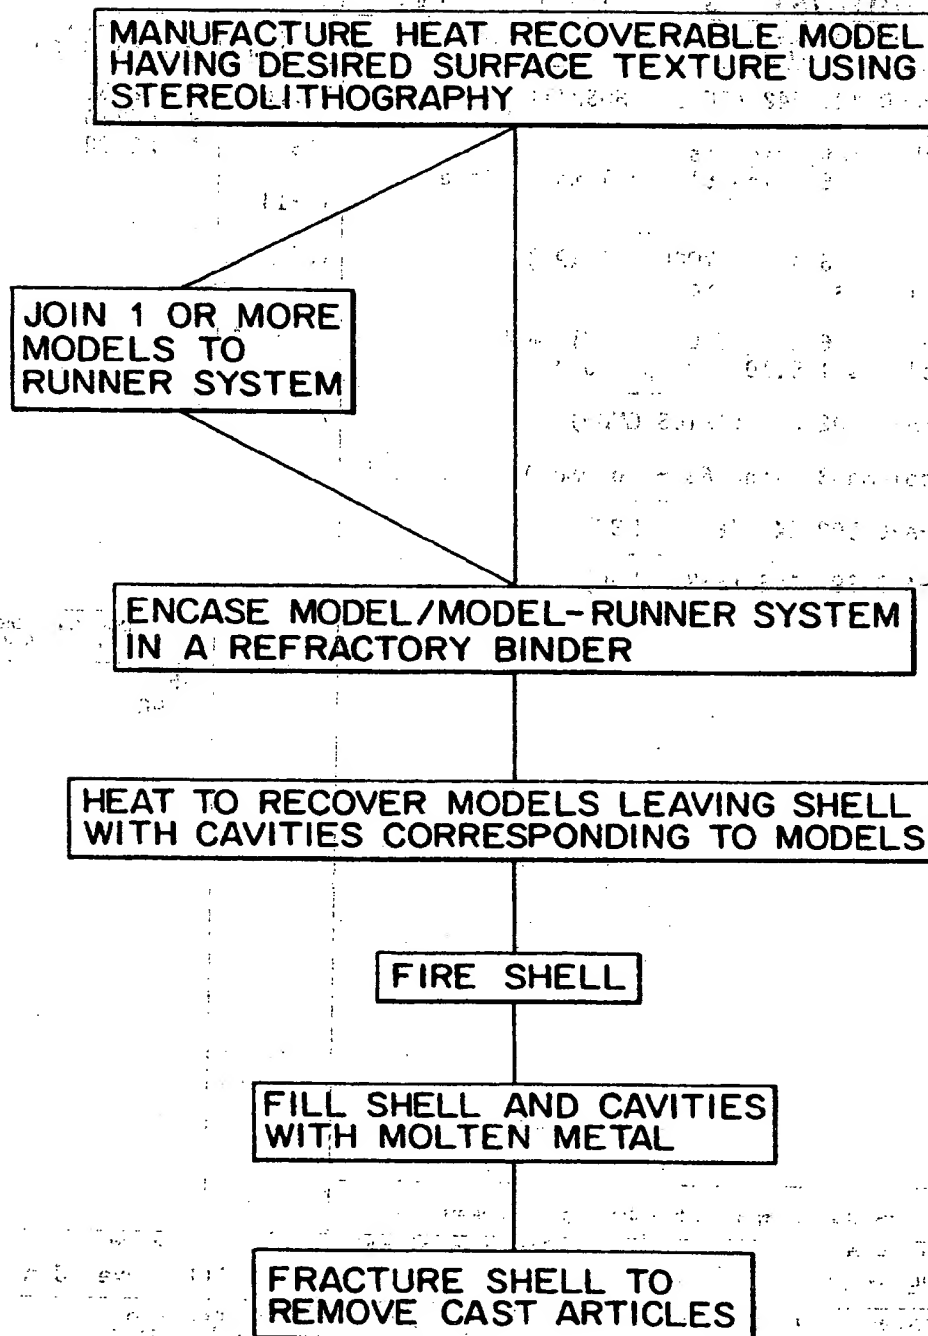 MANUFACTURE HEAT RECOVERABLE MODEL
HAVING DESIRED SURFACE TEXTURE USING
STEREOLITHOGRAPHY
JOIN 1 OR MORE
MODELS TO
RUNNER SYSTEM
ENCASE MODEL/MODEL-RUNNER SYSTEM
IN A REFRACTORY BINDER
HEAT TO RECOVER MODELS LEAVING SHELL
WITH CAVITIES CORRESPONDING TO MODELS
FIRE SHELL
FILL SHELL AND CAVITIES
WITH MOLTEN METAL
FRACTURE SHELL TO
REMOVE CAST ARTICLES